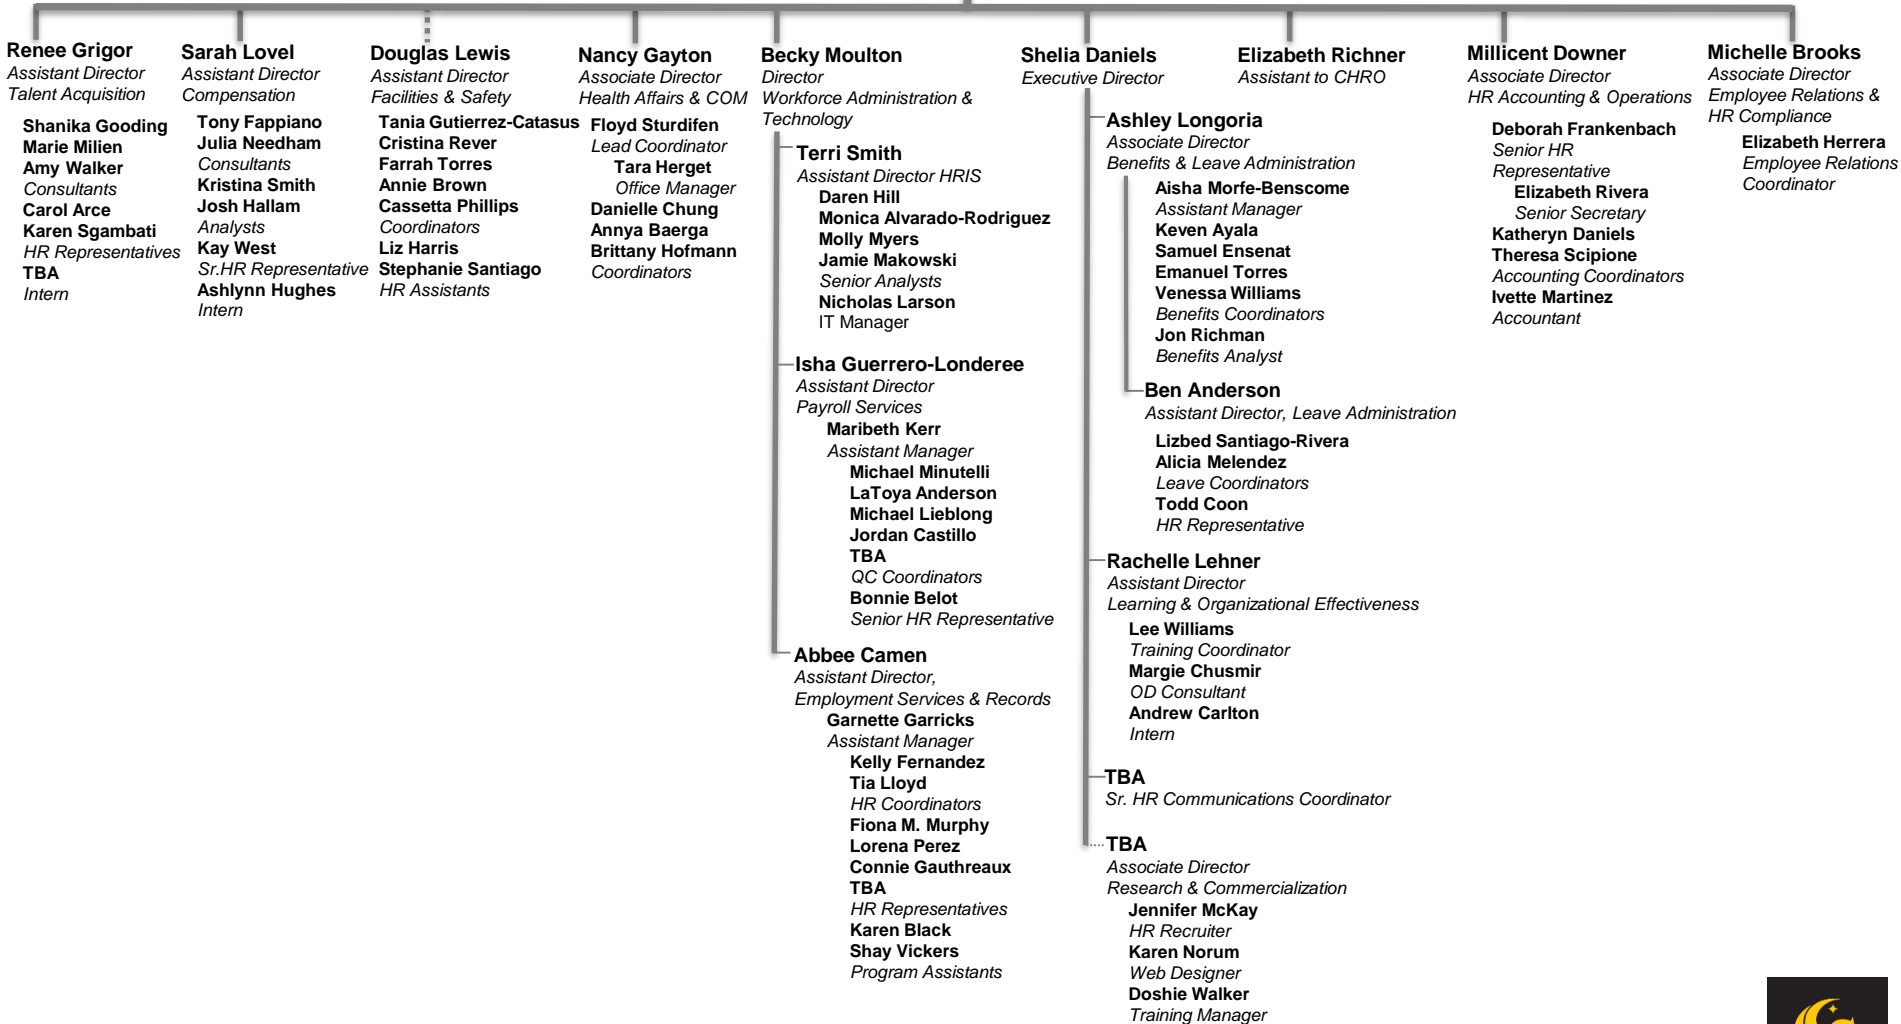 Renee Grigor
Assistant Director
Talent Acquisition
Shanika Gooding
Marie Milien
Amy Walker
Consultants
Carol Arce
Karen Sgambati
HR Representatives
TBA
Intern
Sarah Lovel
Assistant Director
Compensation
Tony Fappiano
Julia Needham
Consultants
Kristina Smith
Josh Hallam
Analysts
Kay West
Sr.HR Representative
Ashlynn Hughes
Intern
Douglas Lewis
Assistant Director
Facilities & Safety
Tania Gutierrez-Catasus
Cristina Rever
Farrah Torres
Annie Brown
Cassetta Phillips
Coordinators
Liz Harris
Stephanie Santiago
HR Assistants
Nancy Gayton
Associate Director
Health Affairs & COM
Floyd Sturdifen
Lead Coordinator
Tara Herget
Office Manager
Danielle Chung
Annya Baerga
Brittany Hofmann
Coordinators
Becky Moulton
Director
Workforce Administration &
Technology
Terri Smith
Assistant Director HRIS
Daren Hill
Monica Alvarado-Rodriguez
Molly Myers
Jamie Makowski
Senior Analysts
Nicholas Larson
IT Manager
Isha Guerrero-Londeree
Assistant Director
Payroll Services
Maribeth Kerr
Assistant Manager
Michael Minutelli
LaToya Anderson
Michael Lieblong
Jordan Castillo
TBA
QC Coordinators
Bonnie Belot
Senior HR Representative
Abbee Camen
Assistant Director,
Employment Services & Records
Garnette Garricks
Assistant Manager
Kelly Fernandez
Tia Lloyd
HR Coordinators
Fiona M. Murphy
Lorena Perez
Connie Gauthreaux
TBA
HR Representatives
Karen Black
Shay Vickers
Program Assistants
Shelia Daniels
Executive Director
Ashley Longoria
Associate Director
Benefits & Leave Administration
Aisha Morfe-Benscome
Assistant Manager
Keven Ayala
Samuel Ensenat
Emanuel Torres
Venessa Williams
Benefits Coordinators
Jon Richman
Benefits Analyst
Ben Anderson
Assistant Director, Leave Administration
Lizbed Santiago-Rivera
Alicia Melendez
Leave Coordinators
Todd Coon
HR Representative
Rachelle Lehner
Assistant Director
Learning & Organizational Effectiveness
Lee Williams
Training Coordinator
Margie Chusmir
OD Consultant
Andrew Carlton
Intern
TBA
Sr. HR Communications Coordinator
TBA
Associate Director
Research & Commercialization
Jennifer McKay
HR Recruiter
Karen Norum
Web Designer
Doshie Walker
Training Manager
Elizabeth Richner
Assistant to CHRO
Millicent Downer
Associate Director
HR Accounting & Operations
Deborah Frankenbach
Senior HR
Representative
Elizabeth Rivera
Senior Secretary
Katheryn Daniels
Theresa Scipione
Accounting Coordinators
Ivette Martinez
Accountant
Michelle Brooks
Associate Director
Employee Relations &
HR Compliance
Elizabeth Herrera
Employee Relations
Coordinator